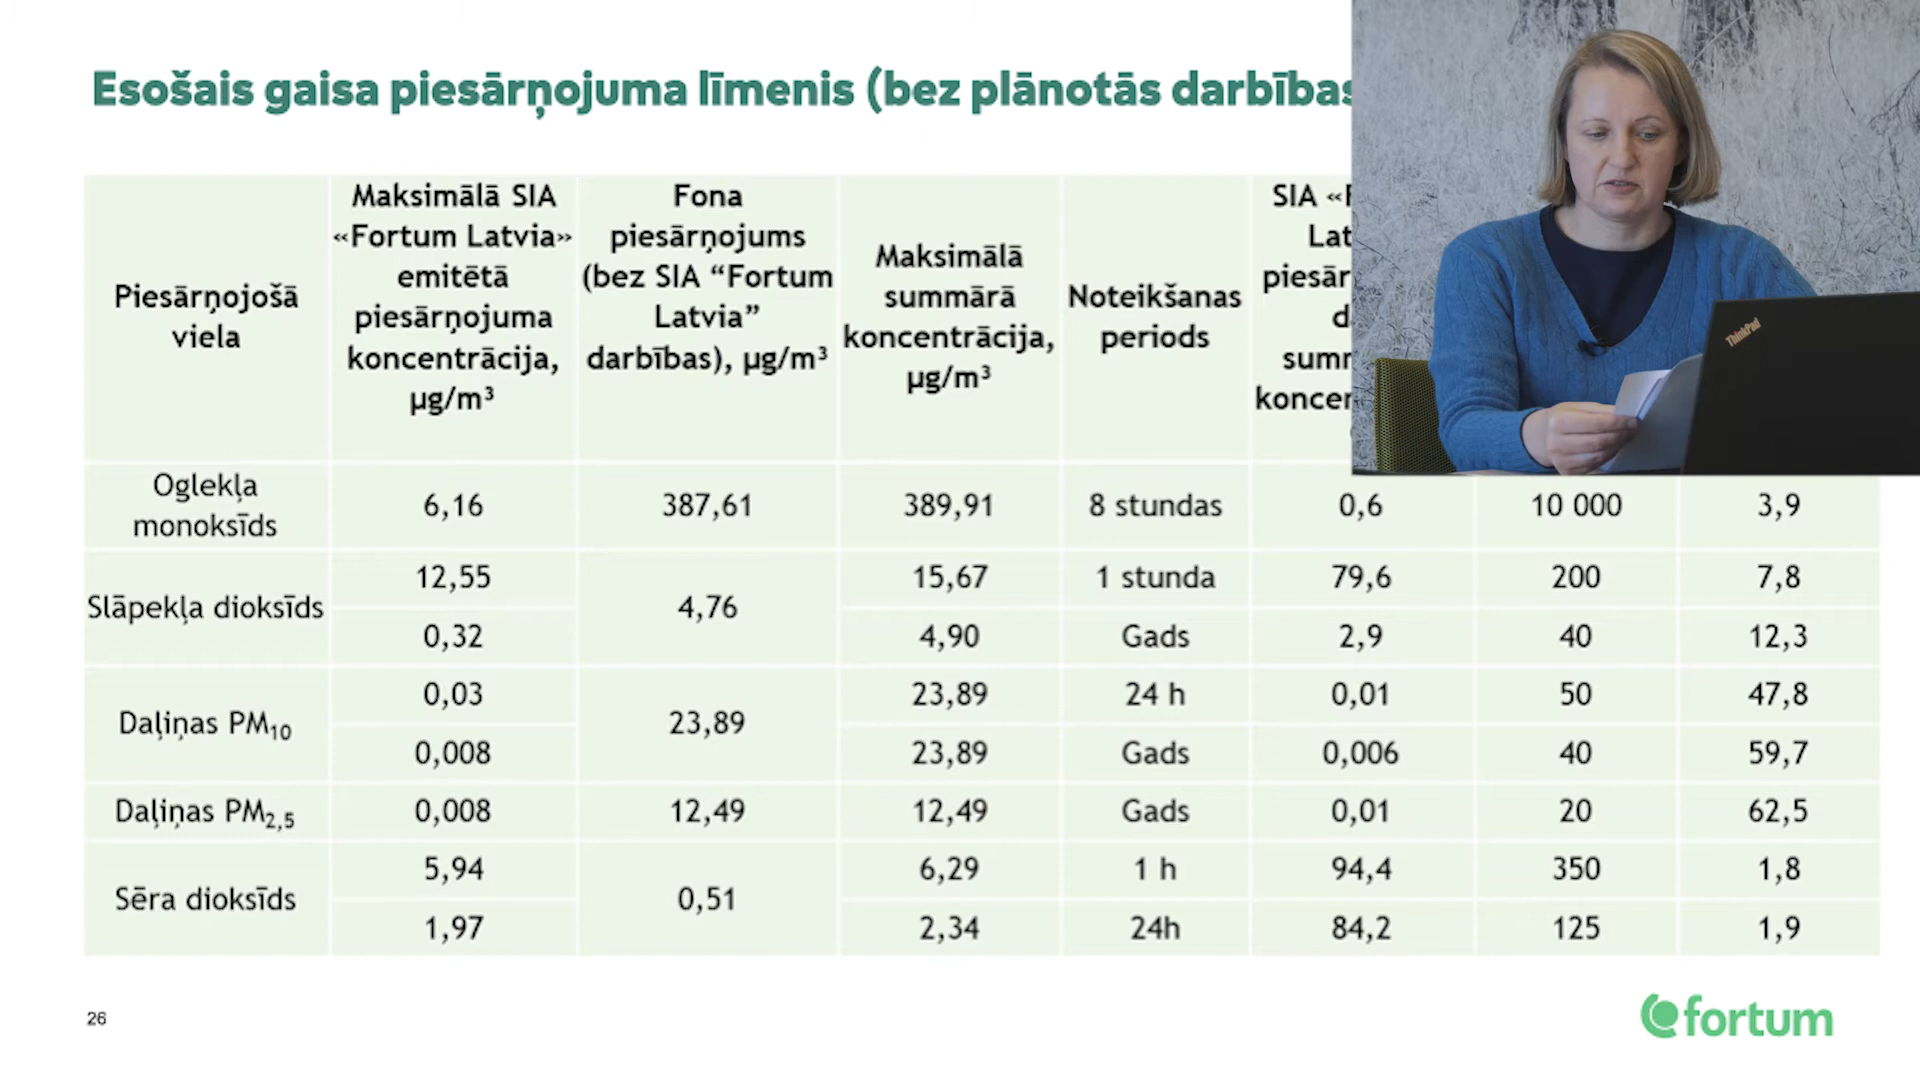 Esošais gaisa piesārņojuma līmenis (bez plānotās darbības
Piesārņojošā
viela
Maksimālā SIA
«Fortum Latvia»
emitētā
piesārņojuma
koncentrācija,
µg/m³
Fona
piesārņojums
(bez SIA “Fortum
Latvia”
darbības), µg/m³
Maksimālā
summārā
koncentrācija,
µg/m³
Noteikšanas
periods
SIA «F
Lat
piesār
d
summ
koncen
Oglekļa
monoksīds
6,16
387,61
389,91
8 stundas
0,6
10 000
3,9
Slāpekļa dioksīds
12,55
4,76
15,67
1 stunda
79,6
200
7,8
0,32
4,90
Gads
2,9
40
12,3
Daļiņas PM₁₀
0,03
23,89
23,89
24 h
0,01
50
47,8
0,008
23,89
Gads
0,006
40
59,7
Daļiņas PM₂,₅
0,008
12,49
12,49
Gads
0,01
20
62,5
Sēra dioksīds
5,94
0,51
6,29
1 h
94,4
350
1,8
1,97
2,34
24h
84,2
125
1,9
ThinkPad
26
fortum